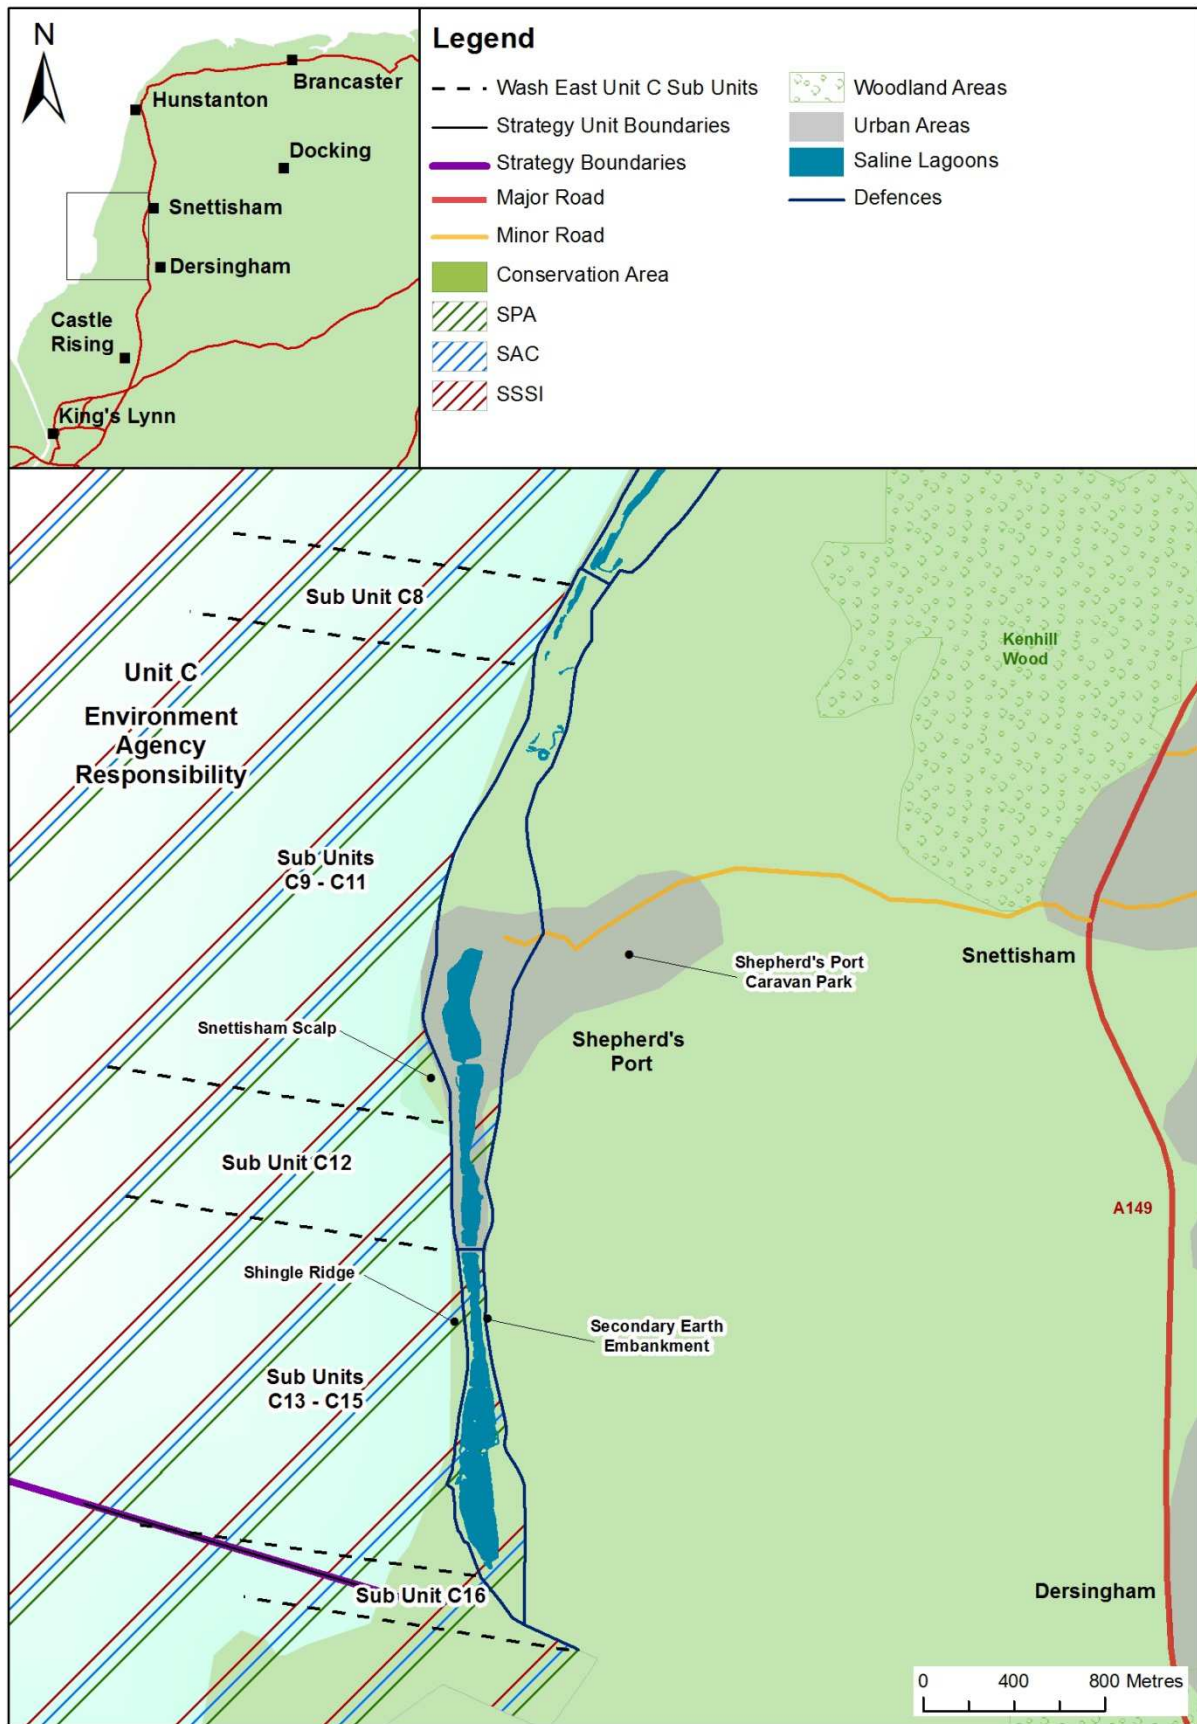 N
Brancaster
Hunstanton
Docking
Snettisham
Dersingham
Castle
Rising
King's Lynn
Legend
Wash East Unit C Sub Units
Strategy Unit Boundaries
Strategy Boundaries
Major Road
Minor Road
Conservation Area
SPA
SAC
SSSI
Woodland Areas
Urban Areas
Saline Lagoons
Defences
Sub Unit C8
Kenhill
Wood
Unit C
Environment
Agency
Responsibility
Sub Units
C9 - C11
Snettisham
Shepherd's Port
Caravan Park
Snettisham Scalp
Shepherd's
Port
Sub Unit C12
A149
Shingle Ridge
Secondary Earth
Embankment
Sub Units
C13 - C15
Sub Unit C16
Dersingham
0 400 800 Metres